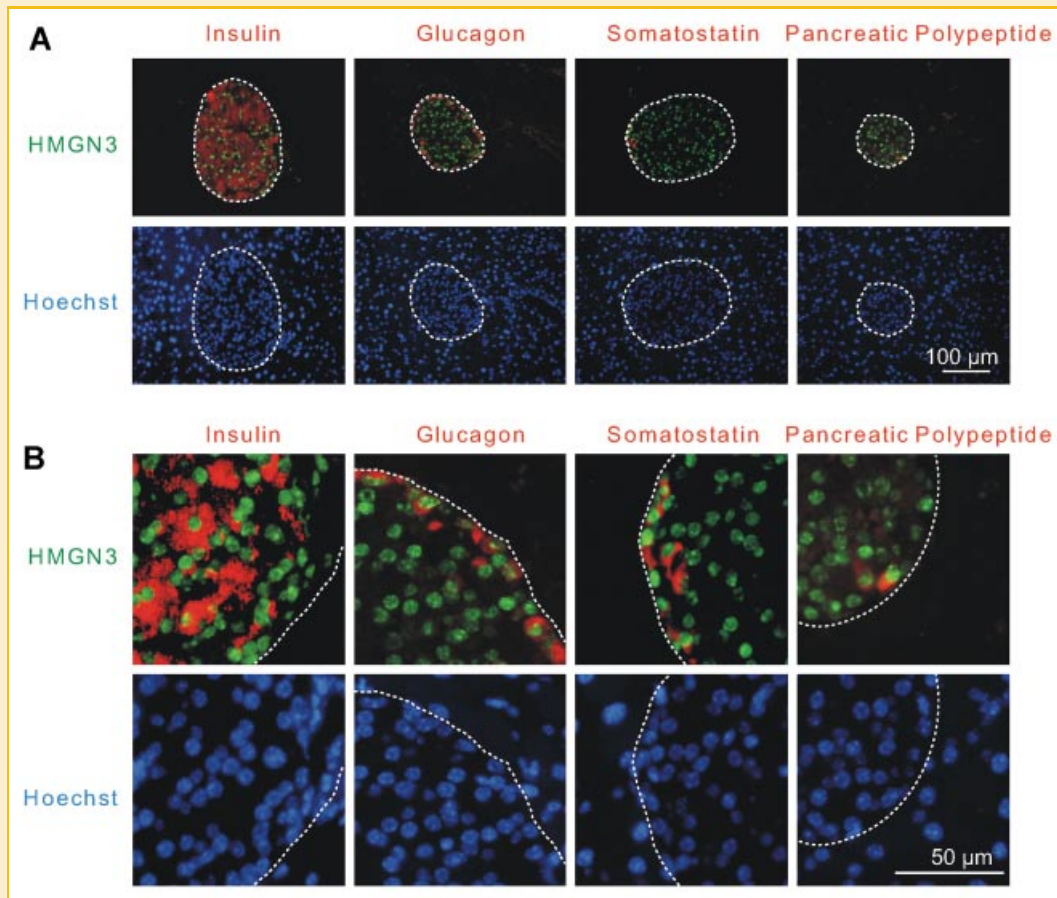 A
Insulin Glucagon Somatostatin Pancreatic Polypeptide
HMGN3
Hoechst
100 µm
B
Insulin Glucagon Somatostatin Pancreatic Polypeptide
HMGN3
Hoechst
50 µm